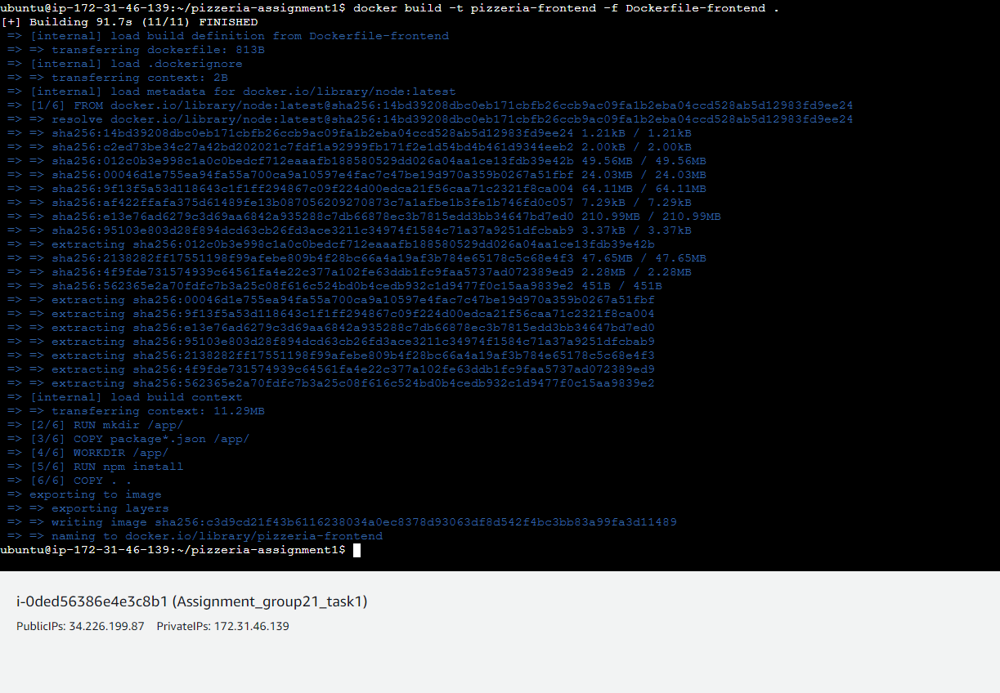 ubuntu@ip-172-31-46-139:~/pizzeria-assignment1$ docker build -t pizzeria-frontend -f Dockerfile-frontend .
[+] Building 91.7s (11/11) FINISHED
=> [internal] load build definition from Dockerfile-frontend
=> => transferring dockerfile: 813B
=> [internal] load .dockerignore
=> => transferring context: 2B
=> [internal] load metadata for docker.io/library/node:latest
=> [1/6] FROM docker.io/library/node:latest@sha256:14bd39208dbc0eb171cbfb26ccb9ac09fa1b2eba04ccd528ab5d12983fd9ee24
=> => resolve docker.io/library/node:latest@sha256:14bd39208dbc0eb171cbfb26ccb9ac09fa1b2eba04ccd528ab5d12983fd9ee24
=> => sha256:14bd39208dbc0eb171cbfb26ccb9ac09fa1b2eba04ccd528ab5d12983fd9ee24 1.21kB / 1.21kB
=> => sha256:c2ed73be34c27a42bd202021c7fdf1a92999fb171f2e1d54bd4b461d9344eeb2 2.00kB / 2.00kB
=> => sha256:012c0b3e998c1a0c0bedcf712eaaafb188580529dd026a04aa1ce13fdb39e42b 49.56MB / 49.56MB
=> => sha256:00046d1e755ea94fa55a700ca9a10597e4fac7c47be19d970a359b0267a51fbf 24.03MB / 24.03MB
=> => sha256:9f13f5a53d118643c1f1ff294867c09f224d00edca21f56caa71c2321f8ca004 64.11MB / 64.11MB
=> => sha256:af422ffafa375d61489fe13b087056209270873c7a1afbe1b3fe1b746fd0c057 7.29kB / 7.29kB
=> => sha256:e13e76ad6279c3d69aa6842a935288c7db66878ec3b7815edd3bb34647bd7ed0 210.99MB / 210.99MB
=> => sha256:95103e803d28f894dcd63cb26fd3ace3211c34974f1584c71a37a9251dfcbab9 3.37kB / 3.37kB
=> => extracting sha256:012c0b3e998c1a0c0bedcf712eaaafb188580529dd026a04aa1ce13fdb39e42b
=> => sha256:2138282ff17551198f99afebe809b4f28bc66a4a19af3b784e65178c5c68e4f3 47.65MB / 47.65MB
=> => sha256:4f9fde731574939c64561fa4e22c377a102fe63ddb1fc9faa5737ad072389ed9 2.28MB / 2.28MB
=> => sha256:562365e2a70fdfc7b3a25c08f616c524bd0b4cedb932c1d9477f0c15aa9839e2 451B / 451B
=> => extracting sha256:00046d1e755ea94fa55a700ca9a10597e4fac7c47be19d970a359b0267a51fbf
=> => extracting sha256:9f13f5a53d118643c1f1ff294867c09f224d00edca21f56caa71c2321f8ca004
=> => extracting sha256:e13e76ad6279c3d69aa6842a935288c7db66878ec3b7815edd3bb34647bd7ed0
=> => extracting sha256:95103e803d28f894dcd63cb26fd3ace3211c34974f1584c71a37a9251dfcbab9
=> => extracting sha256:2138282ff17551198f99afebe809b4f28bc66a4a19af3b784e65178c5c68e4f3
=> => extracting sha256:4f9fde731574939c64561fa4e22c377a102fe63ddb1fc9faa5737ad072389ed9
=> => extracting sha256:562365e2a70fdfc7b3a25c08f616c524bd0b4cedb932c1d9477f0c15aa9839e2
=> [internal] load build context
=> => transferring context: 11.29MB
=> [2/6] RUN mkdir /app/
=> [3/6] COPY package*.json /app/
=> [4/6] WORKDIR /app/
=> [5/6] RUN npm install
=> [6/6] COPY . .
=> exporting to image
=> => exporting layers
=> => writing image sha256:c3d9cd21f43b6116238034a0ec8378d93063df8d542f4bc3bb83a99fa3d11489
=> => naming to docker.io/library/pizzeria-frontend
ubuntu@ip-172-31-46-139:~/pizzeria-assignment1$
i-0ded56386e4e3c8b1 (Assignment_group21_task1)
PublicIPs: 34.226.199.87 PrivateIPs: 172.31.46.139